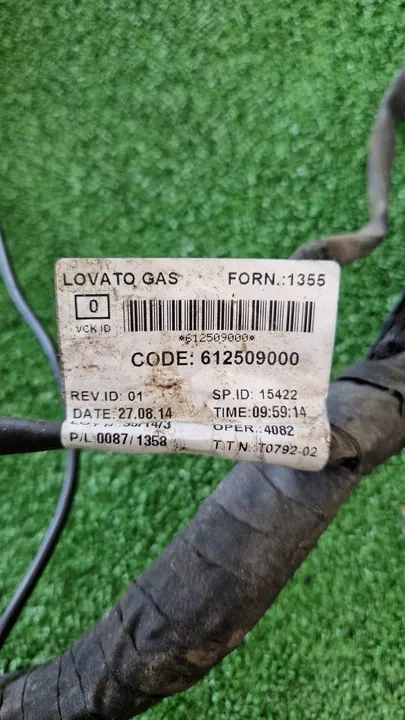 LOVATO GAS FORN.:1355
0
VCK ID
*612509000*
CODE: 612509000
REV.ID: 01 SP.ID: 15422
DATE: 27.08.14 TIME:09:59:14
OPER.:4082
P/L:0087/1358 T.T.N.:T0792-02